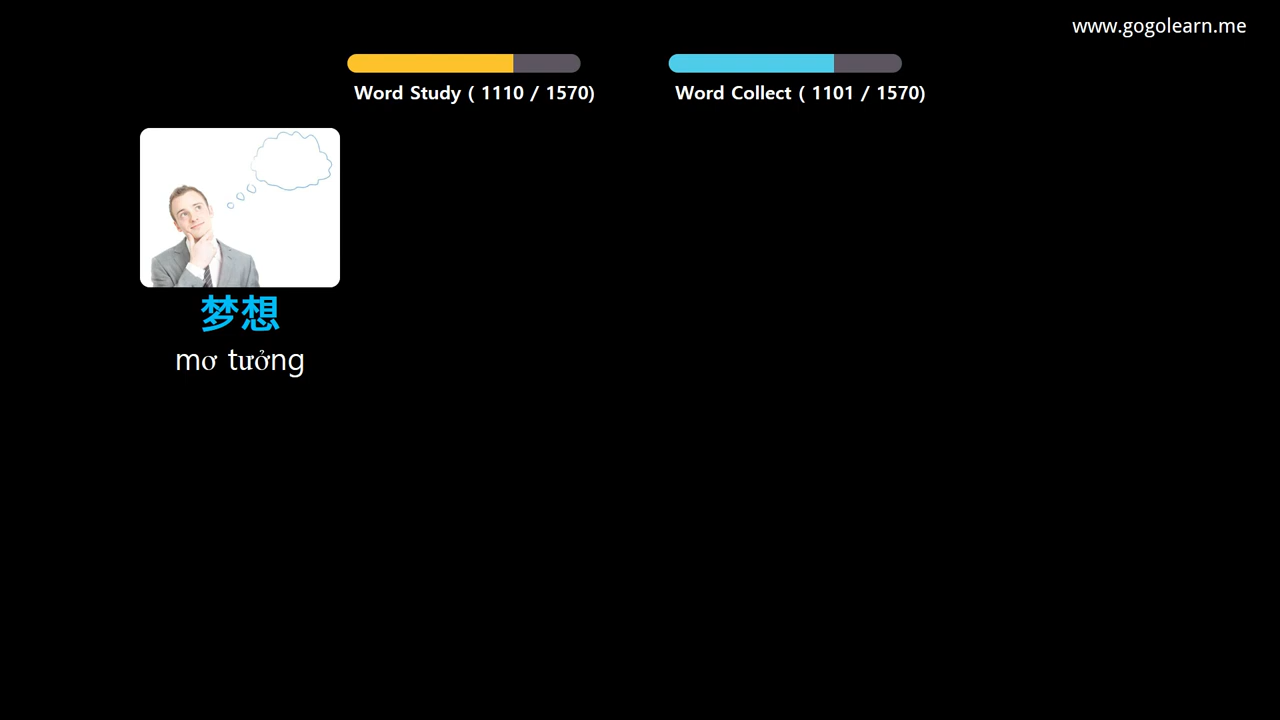 www.gogolearn.me
Word Study ( 1110 / 1570)
Word Collect ( 1101 / 1570)
梦想
mơ tưởng